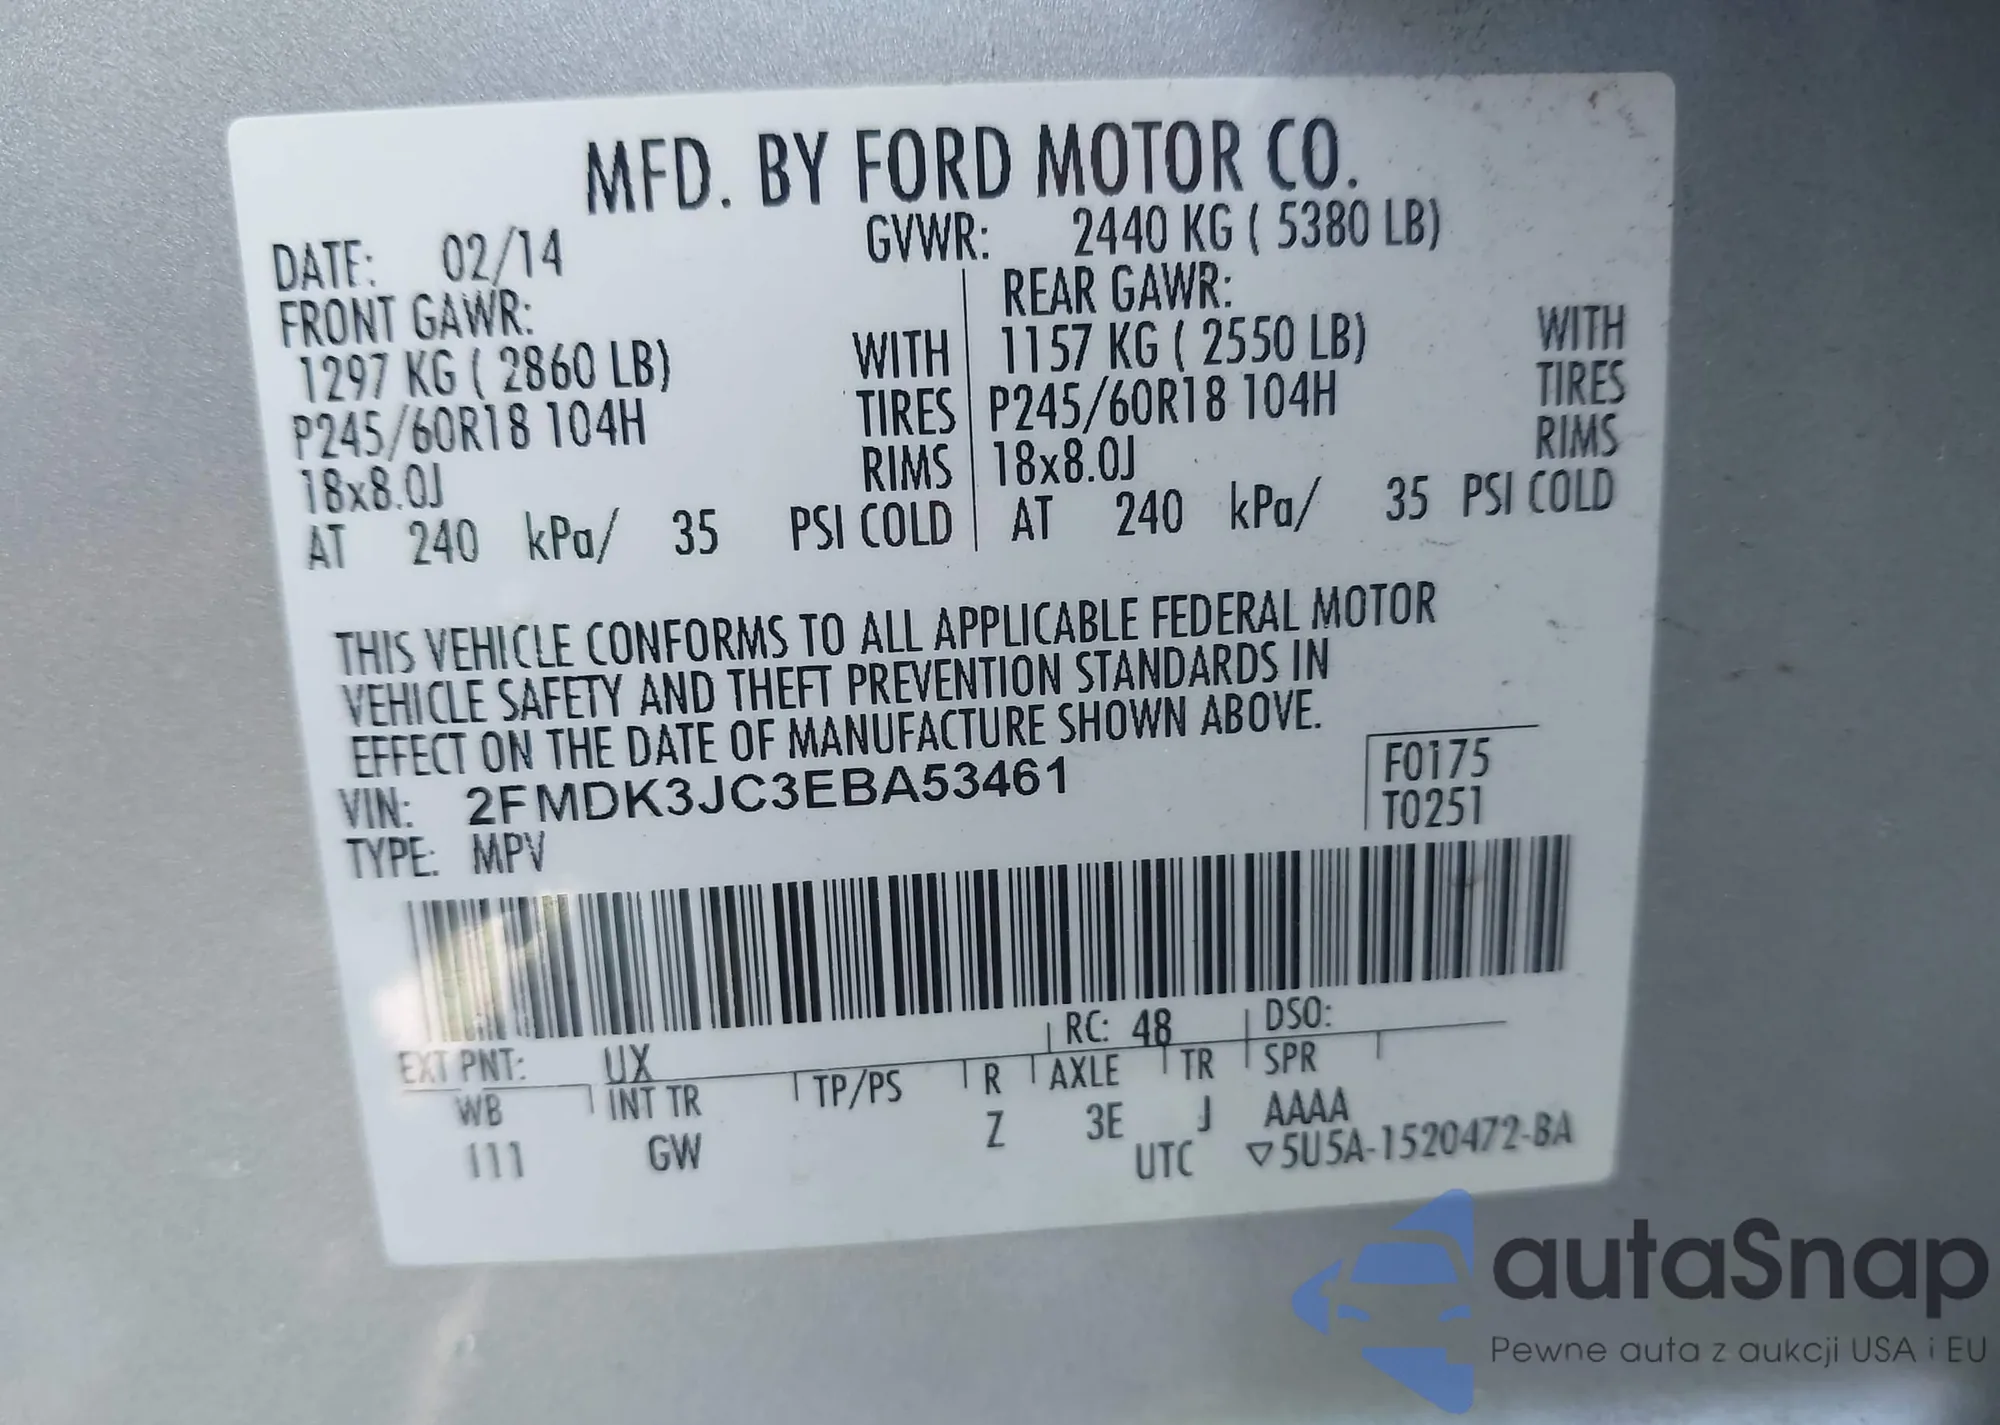 MFD. BY FORD MOTOR CO.
DATE: 02/14 GVWR: 2440 KG ( 5380 LB)
FRONT GAWR: REAR GAWR:
1297 KG ( 2860 LB) WITH 1157 KG ( 2550 LB) WITH
P245/60R18 104H TIRES P245/60R18 104H TIRES
18x8.0J RIMS 18x8.0J RIMS
AT 240 kPa/ 35 PSI COLD AT 240 kPa/ 35 PSI COLD
THIS VEHICLE CONFORMS TO ALL APPLICABLE FEDERAL MOTOR
VEHICLE SAFETY AND THEFT PREVENTION STANDARDS IN
EFFECT ON THE DATE OF MANUFACTURE SHOWN ABOVE.
VIN: 2FMDK3JC3EBA53461 F0175
TYPE: MPV T0251
EXT PNT: UX RC: 48 DSO:
WB INT TR TP/PS R AXLE TR SPR
111 GW Z 3E J AAAA
UTC ▽5U5A-1520472-BA
autaSnap
Pewne auta z aukcji USA i EU